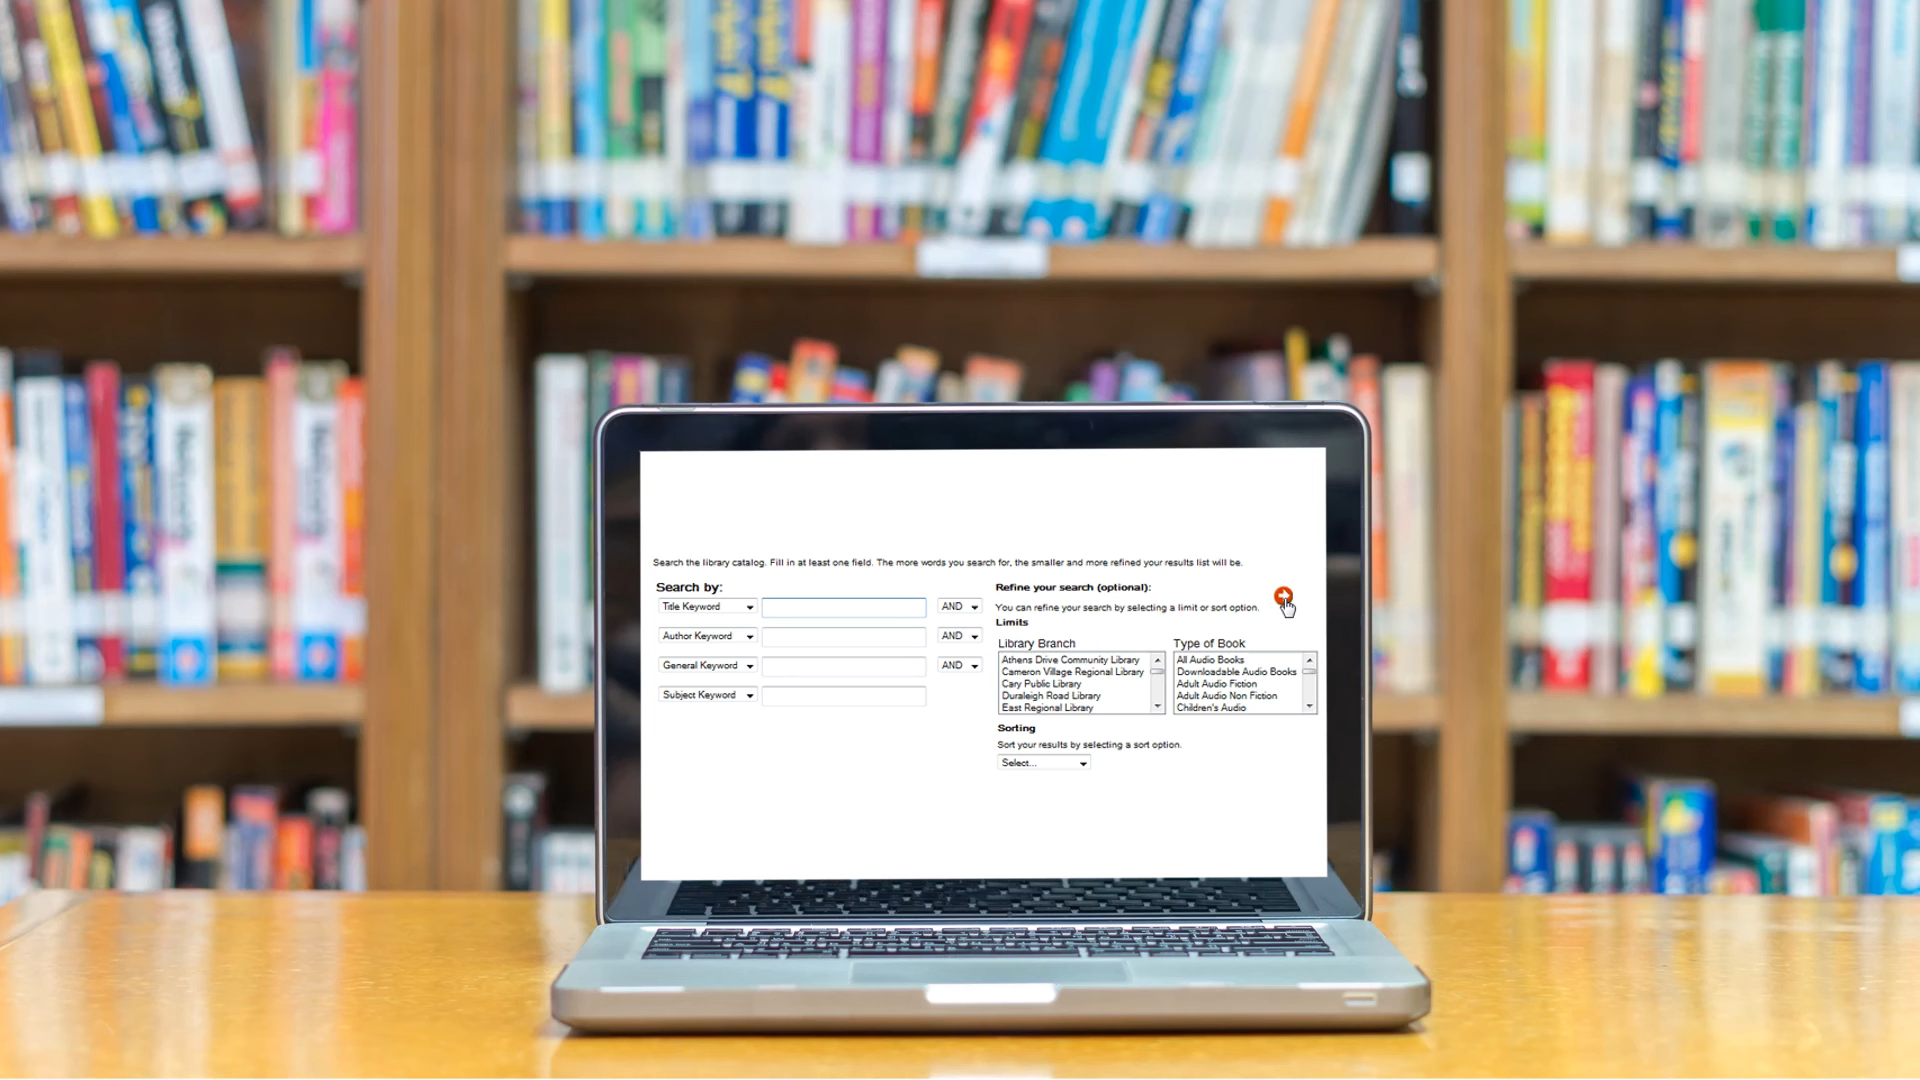 Search the library catalog. Fill in at least one field. The more words you search for, the smaller and more refined your results list will be.
Search by:
Title Keyword AND
Author Keyword AND
General Keyword AND
Subject Keyword
Refine your search (optional):
You can refine your search by selecting a limit or sort option.
Limits
Library Branch
Athens Drive Community Library
Cameron Village Regional Library
Cary Public Library
Duraleigh Road Library
East Regional Library
Type of Book
All Audio Books
Downloadable Audio Books
Adult Audio Fiction
Adult Audio Non Fiction
Children's Audio
Sorting
Sort your results by selecting a sort option.
Select...